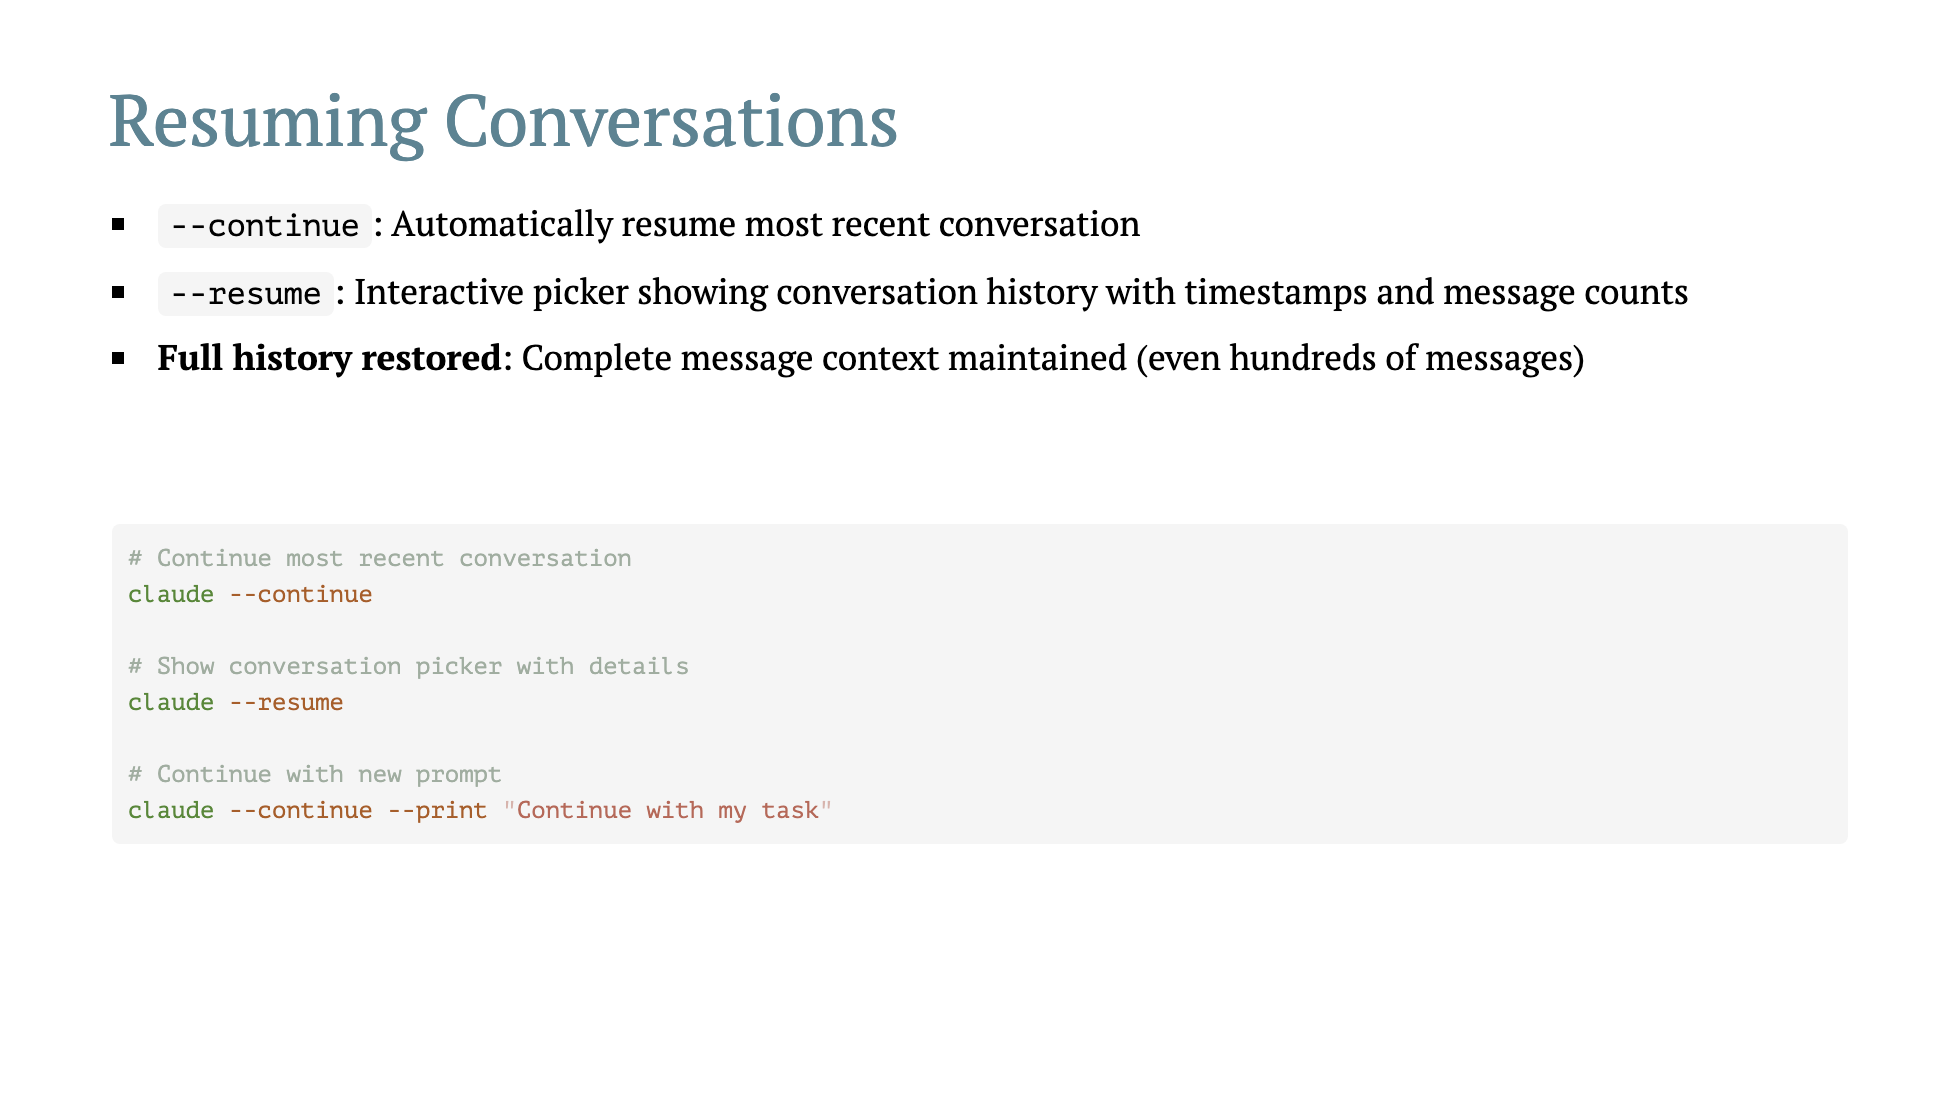 Resuming Conversations
--continue : Automatically resume most recent conversation
--resume : Interactive picker showing conversation history with timestamps and message counts
Full history restored: Complete message context maintained (even hundreds of messages)
# Continue most recent conversation
claude --continue
# Show conversation picker with details
claude --resume
# Continue with new prompt
claude --continue --print "Continue with my task"